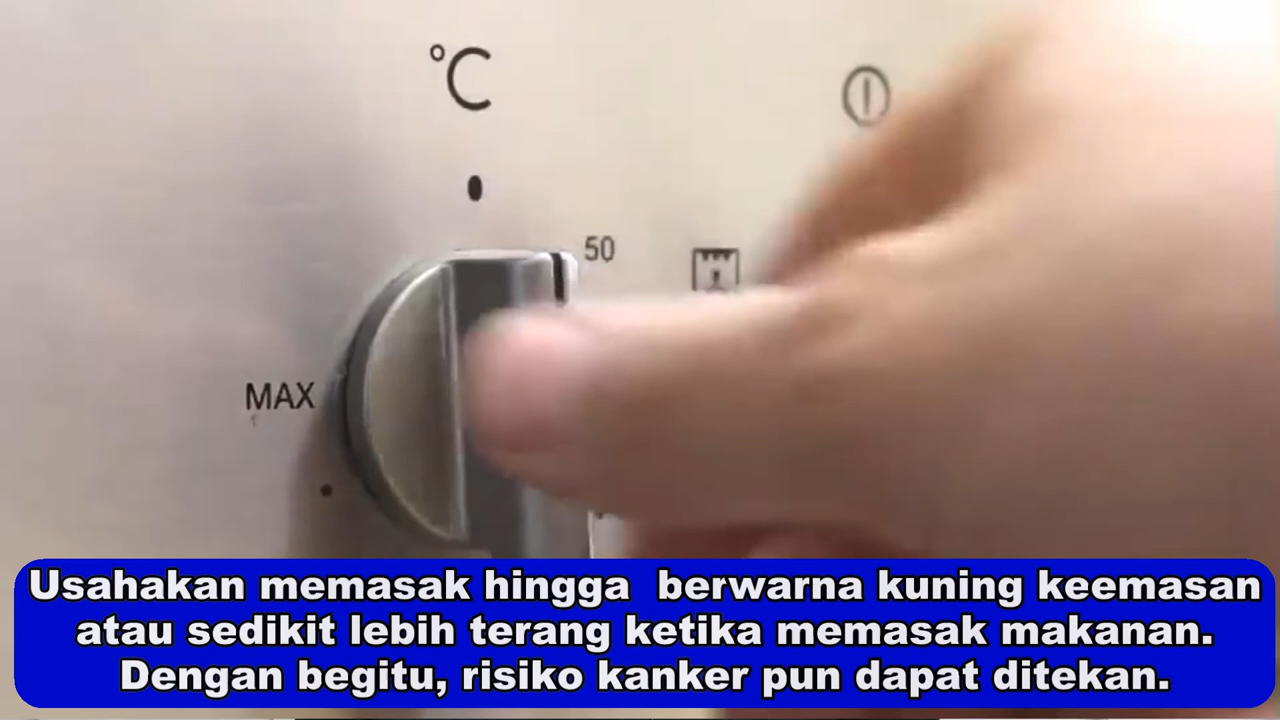 °C
50
MAX
Usahakan memasak hingga  berwarna kuning keemasan
atau sedikit lebih terang ketika memasak makanan.
Dengan begitu, risiko kanker pun dapat ditekan.